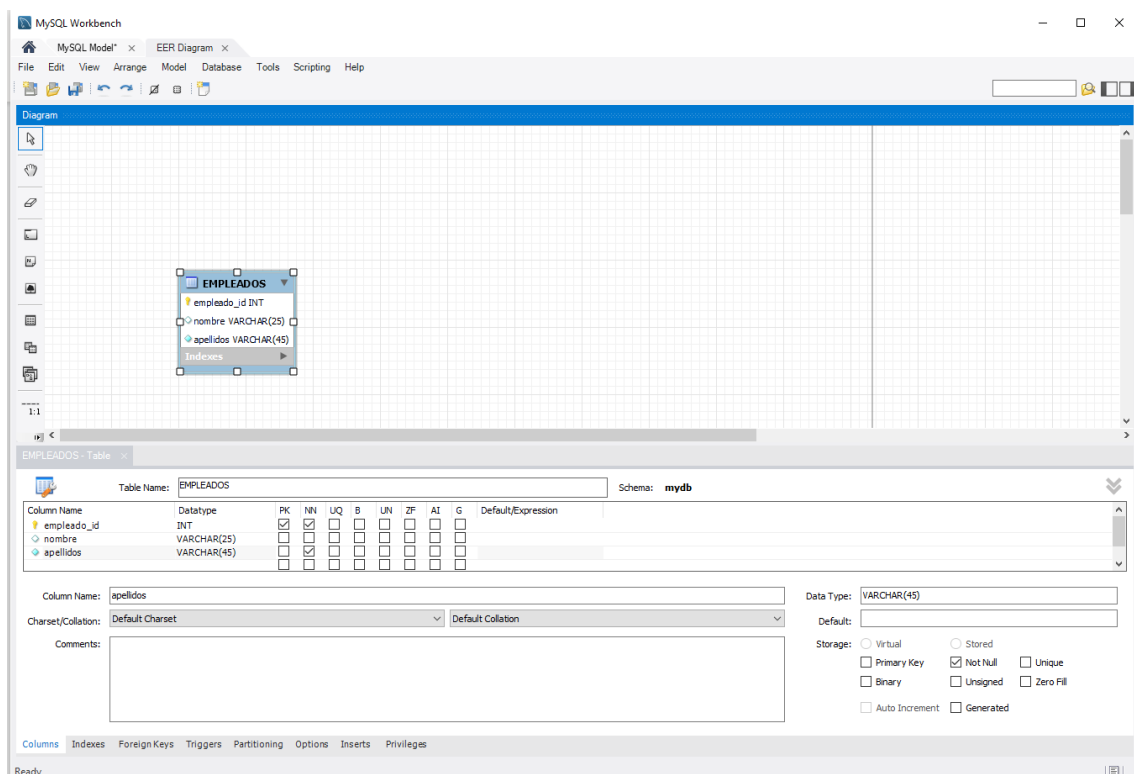 MySQL Workbench
MySQL Model* × EER Diagram ×
File Edit View Arrange Model Database Tools Scripting Help
Diagram
EMPLEADOS
empleado_id INT
nombre VARCHAR(25)
apellidos VARCHAR(45)
Indexes
1:1
EMPLEADOS - Table ×
Table Name: EMPLEADOS Schema: mydb
Column Name Datatype PK NN UQ B UN ZF AI G Default/Expression
empleado_id INT
nombre VARCHAR(25)
apellidos VARCHAR(45)
Column Name: apellidos Data Type: VARCHAR(45)
Charset/Collation: Default Charset Default Collation Default:
Comments: Storage: Virtual Stored
Primary Key Not Null Unique
Binary Unsigned Zero Fill
Auto Increment Generated
Columns Indexes Foreign Keys Triggers Partitioning Options Inserts Privileges
Ready